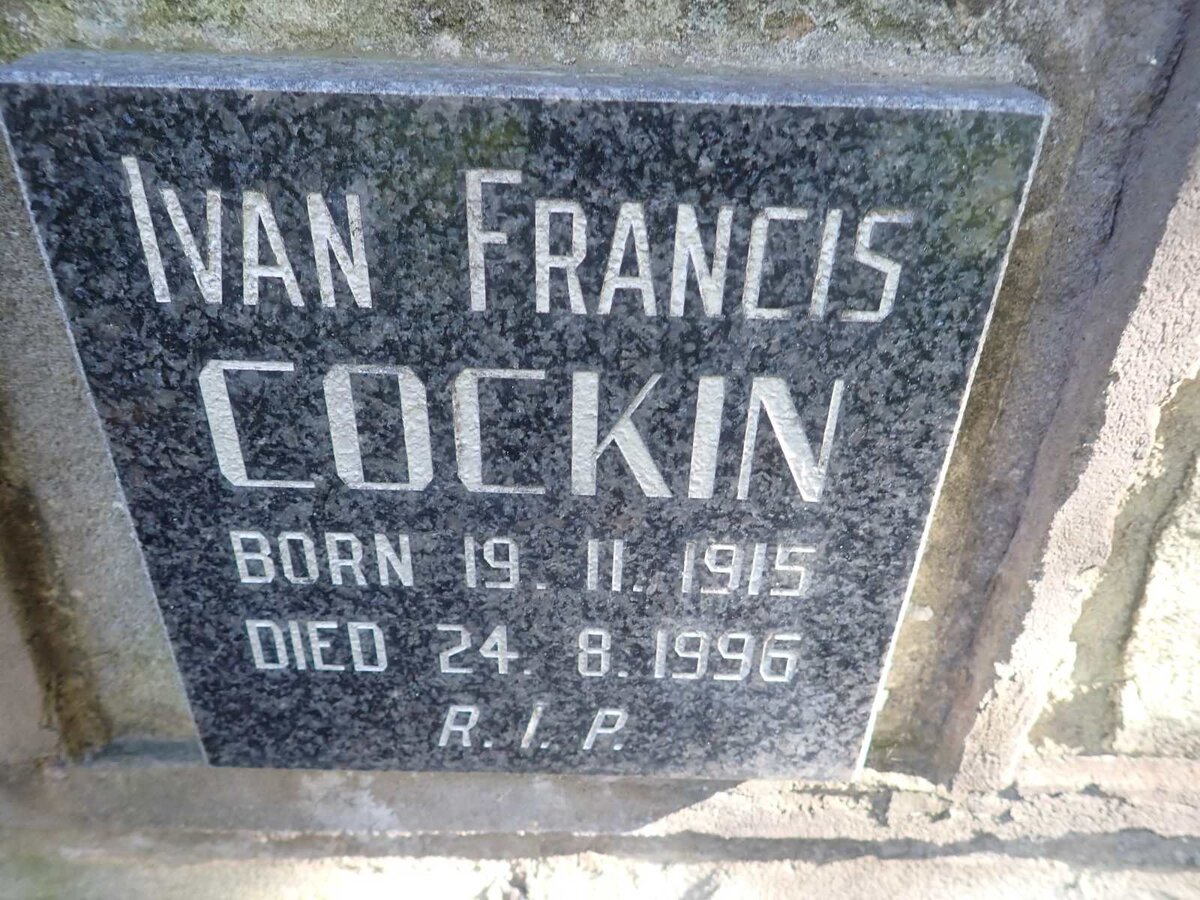 IVAN FRANCIS
COCKIN
BORN 19. 11. 1915
DIED 24. 8. 1996
R. I. P.